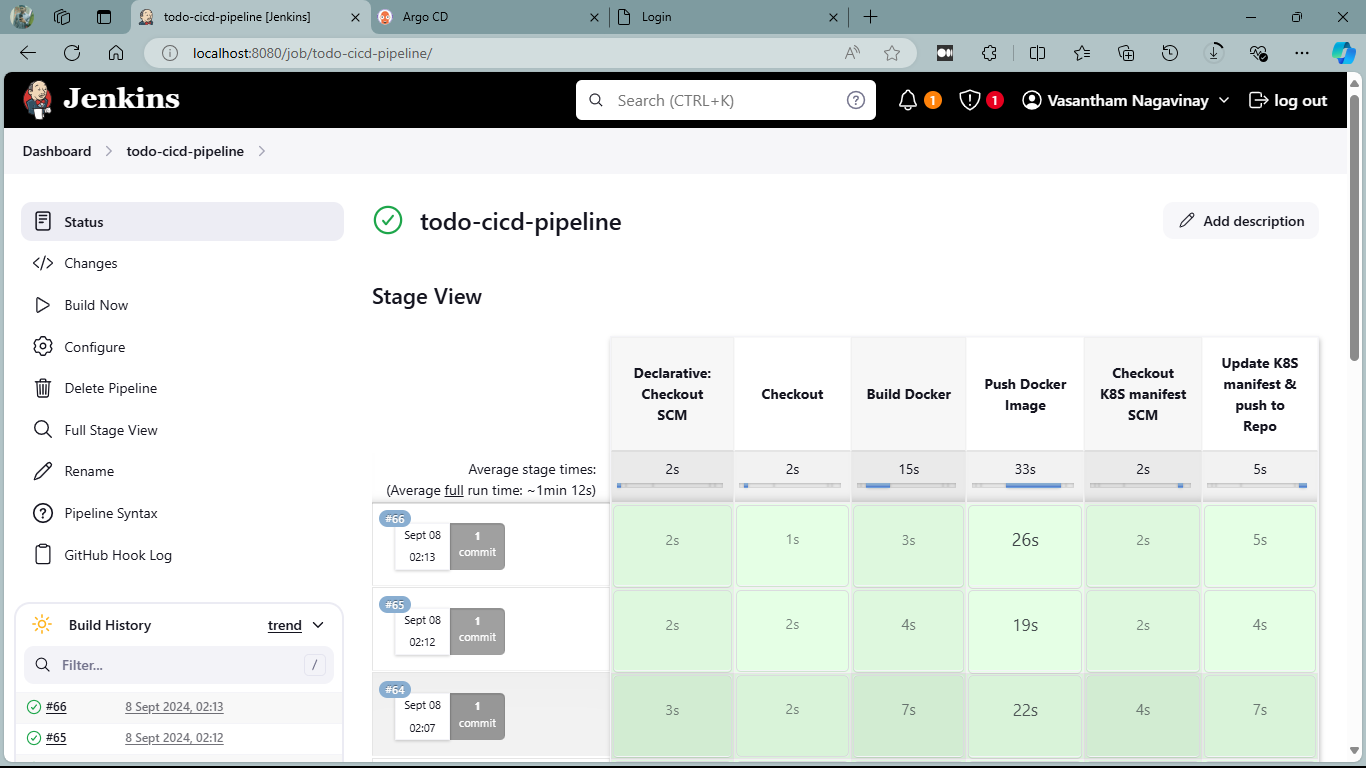 todo-cicd-pipeline [Jenkins]
Argo CD
Login
localhost:8080/job/todo-cicd-pipeline/
Jenkins
Search (CTRL+K)
1
1
Vasantham Nagavinay
log out
Dashboard
todo-cicd-pipeline
Status
Changes
Build Now
Configure
Delete Pipeline
Full Stage View
Rename
Pipeline Syntax
GitHub Hook Log
Build History
trend
Filter...
/
#66
8 Sept 2024, 02:13
#65
8 Sept 2024, 02:12
todo-cicd-pipeline
Add description
Stage View
Declarative:
Checkout
SCM
Checkout
Build Docker
Push Docker
Image
Checkout
K8S manifest
SCM
Update K8S
manifest &
push to
Repo
Average stage times:
(Average full run time: ~1min 12s)
2s
2s
15s
33s
2s
5s
#66
Sept 08
02:13
1
commit
2s
1s
3s
26s
2s
5s
#65
Sept 08
02:12
1
commit
2s
2s
4s
19s
2s
4s
#64
Sept 08
02:07
1
commit
3s
2s
7s
22s
4s
7s